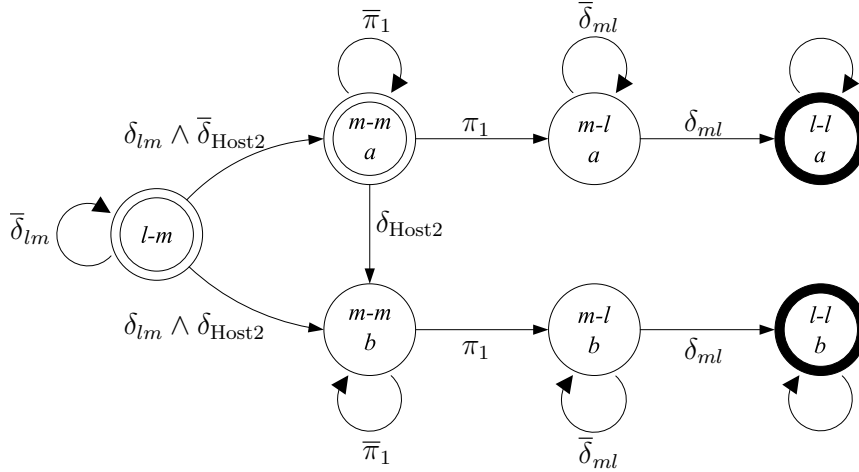 π̅₁
δ̅ₘₗ
δₗₘ ∧ δ̅Host2
m-m
a
π₁
m-l
a
δₘₗ
l-l
a
δ̅ₗₘ
l-m
δHost2
δₗₘ ∧ δHost2
m-m
b
π₁
m-l
b
δₘₗ
l-l
b
π̅₁
δ̅ₘₗ